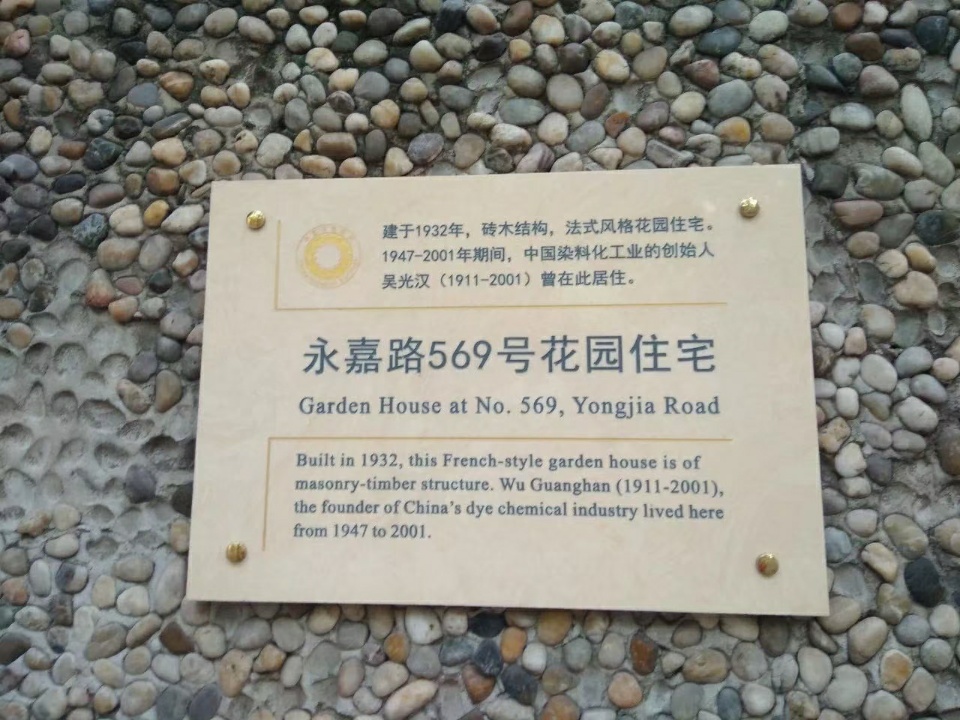 建于1932年，砖木结构，法式风格花园住宅。
1947-2001年期间，中国染料化工业的创始人
吴光汉（1911-2001）曾在此居住。
永嘉路569号花园住宅
Garden House at No. 569, Yongjia Road
Built in 1932, this French-style garden house is of
masonry-timber structure. Wu Guanghan (1911-2001),
the founder of China's dye chemical industry lived here
from 1947 to 2001.